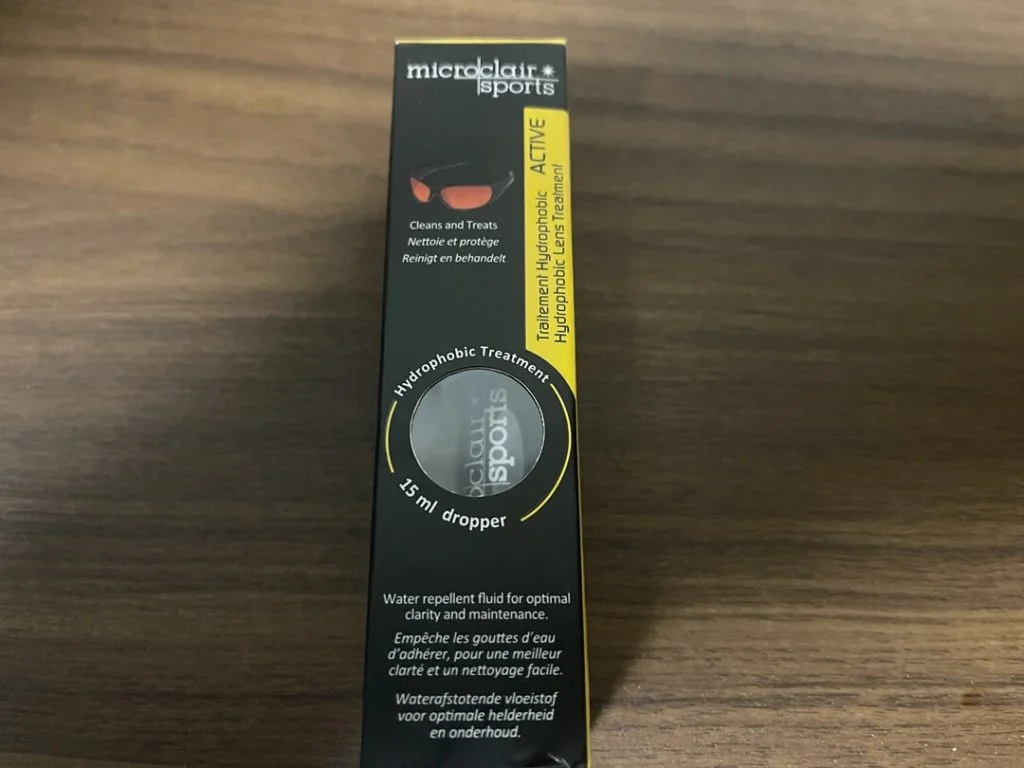 microclair
sports
ACTIVE
Traitement Hydrophobic
Hydrophobic Lens Treatment
Cleans and Treats
Nettoie et protège
Reinigt en behandelt
Hydrophobic Treatment
sports
15 ml dropper
Water repellent fluid for optimal
clarity and maintenance.
Empêche les gouttes d'eau
d'adhérer, pour une meilleur
clarté et un nettoyage facile.
Waterafstotende vloeistof
voor optimale helderheid
en onderhoud.